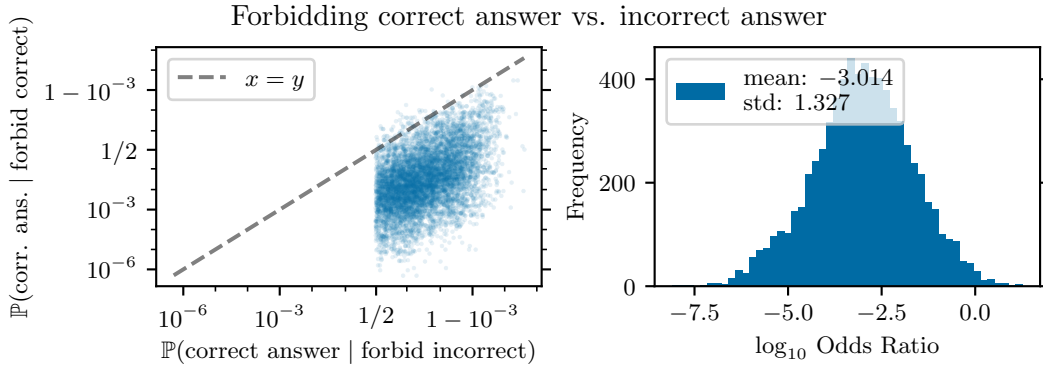 Forbidding correct answer vs. incorrect answer
ℙ(corr. ans. | forbid correct)
x = y
1 − 10⁻³
1/2
10⁻³
10⁻⁶
10⁻⁶
10⁻³
1/2
1 − 10⁻³
ℙ(correct answer | forbid incorrect)
Frequency
mean: −3.014
std: 1.327
400
200
0
−7.5
−5.0
−2.5
0.0
log₁₀ Odds Ratio